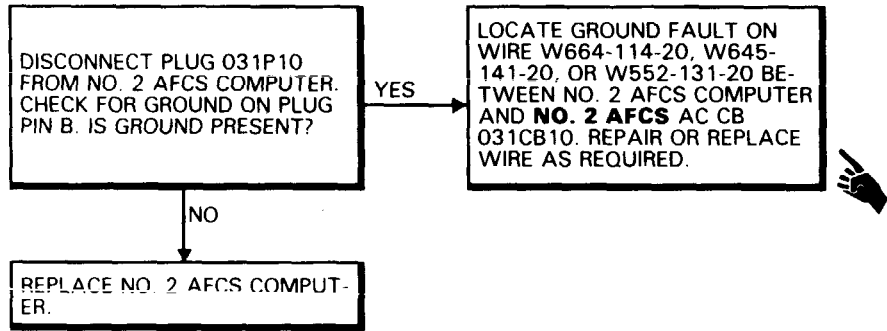 DISCONNECT PLUG 031P10
FROM NO. 2 AFCS COMPUTER.
CHECK FOR GROUND ON PLUG
PIN B. IS GROUND PRESENT?
YES
LOCATE GROUND FAULT ON
WIRE W664-114-20, W645-
141-20, OR W552-131-20 BE-
TWEEN NO. 2 AFCS COMPUTER
AND NO. 2 AFCS AC CB
031CB10. REPAIR OR REPLACE
WIRE AS REQUIRED.
NO
REPLACE NO. 2 AFCS COMPUT-
ER.